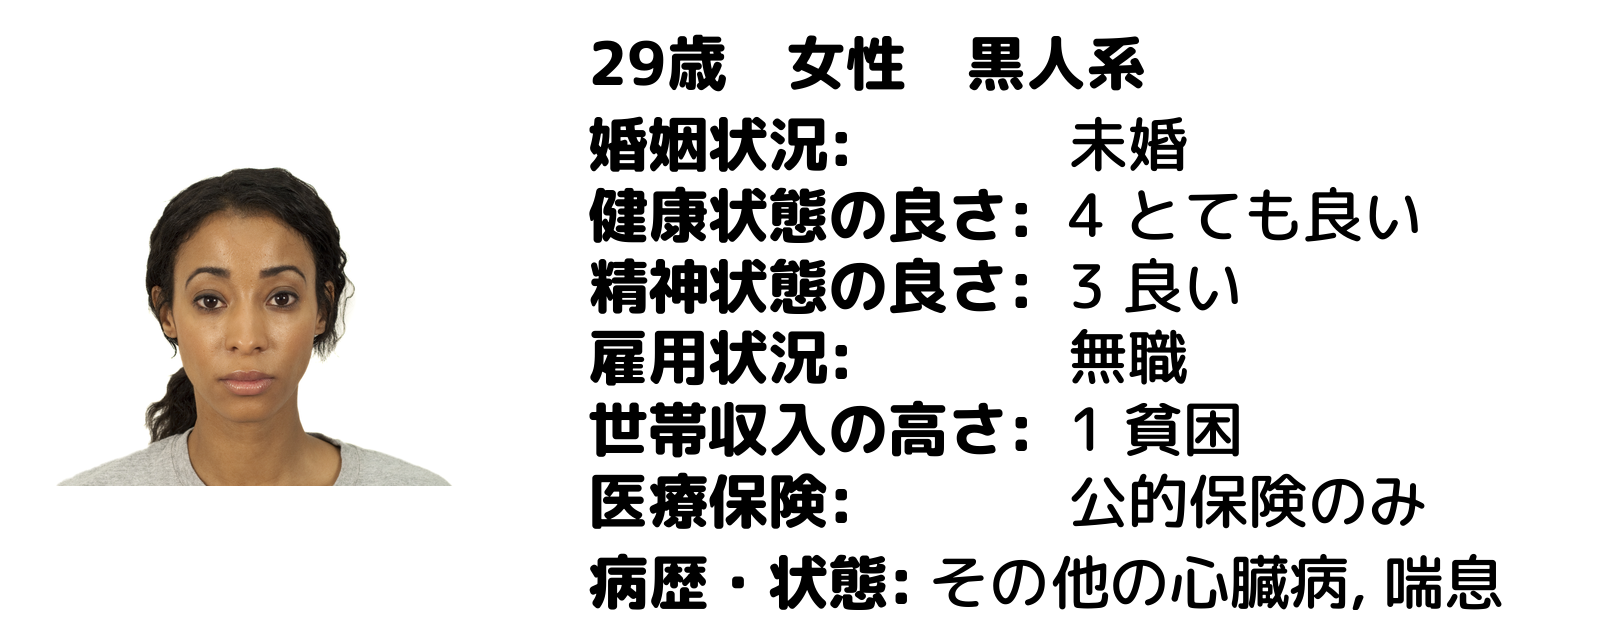 29歳　女性　黒人系
婚姻状況: 未婚
健康状態の良さ: 4 とても良い
精神状態の良さ: 3 良い
雇用状況: 無職
世帯収入の高さ: 1 貧困
医療保険: 公的保険のみ
病歴・状態: その他の心臓病, 喘息